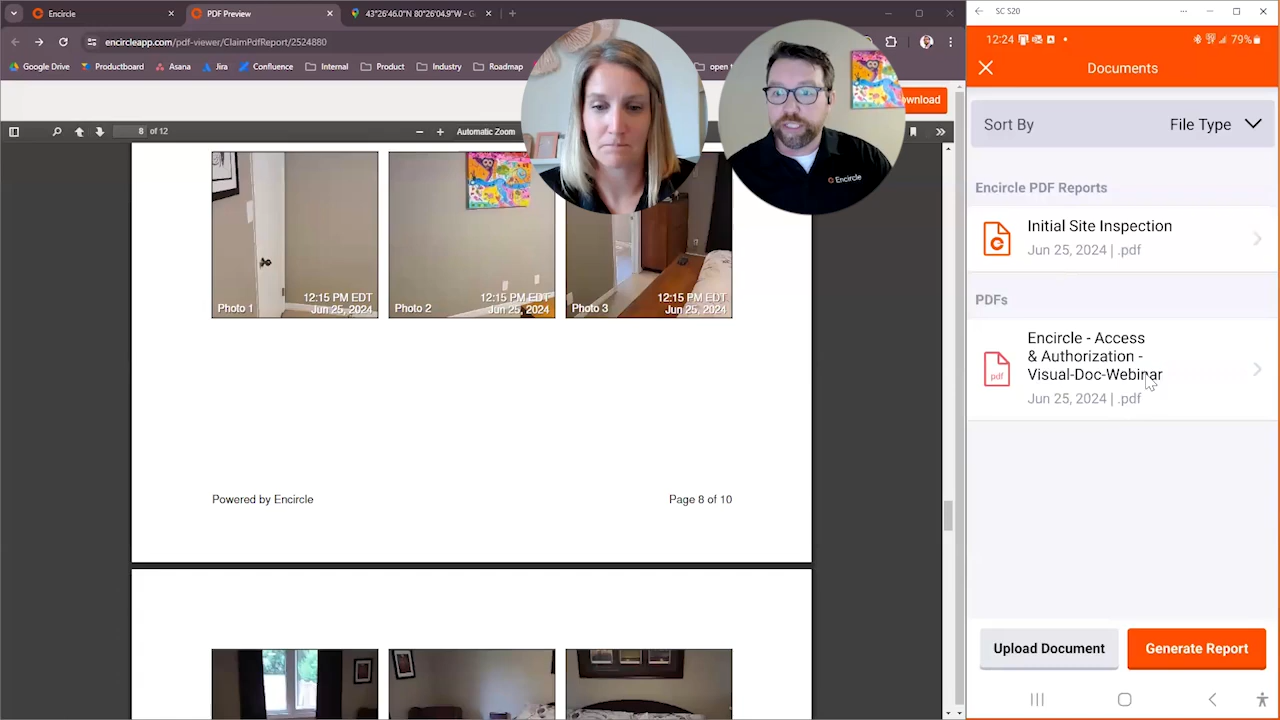 Encircle
PDF Preview
43°26'46.0"N 80°26'04.9"W - G
encircleapp.com/pdf-viewer/ClaimPdfReport/2524880
Google Drive
Productboard
Asana
Jira
Confluence
Internal
Product
Industry
Roadmap
open t
ownload
8 of 12
Automatic Zoom
Photo 1
12:15 PM EDT
Jun 25, 2024
Photo 2
12:15 PM EDT
Jun 25, 2024
Photo 3
12:15 PM EDT
Jun 25, 2024
Powered by Encircle
Page 8 of 10
Encircle
SC S20
12:24
79%
Documents
Sort By
File Type
Encircle PDF Reports
Initial Site Inspection
Jun 25, 2024 | .pdf
PDFs
pdf
Encircle - Access
& Authorization -
Visual-Doc-Webinar
Jun 25, 2024 | .pdf
Upload Document
Generate Report